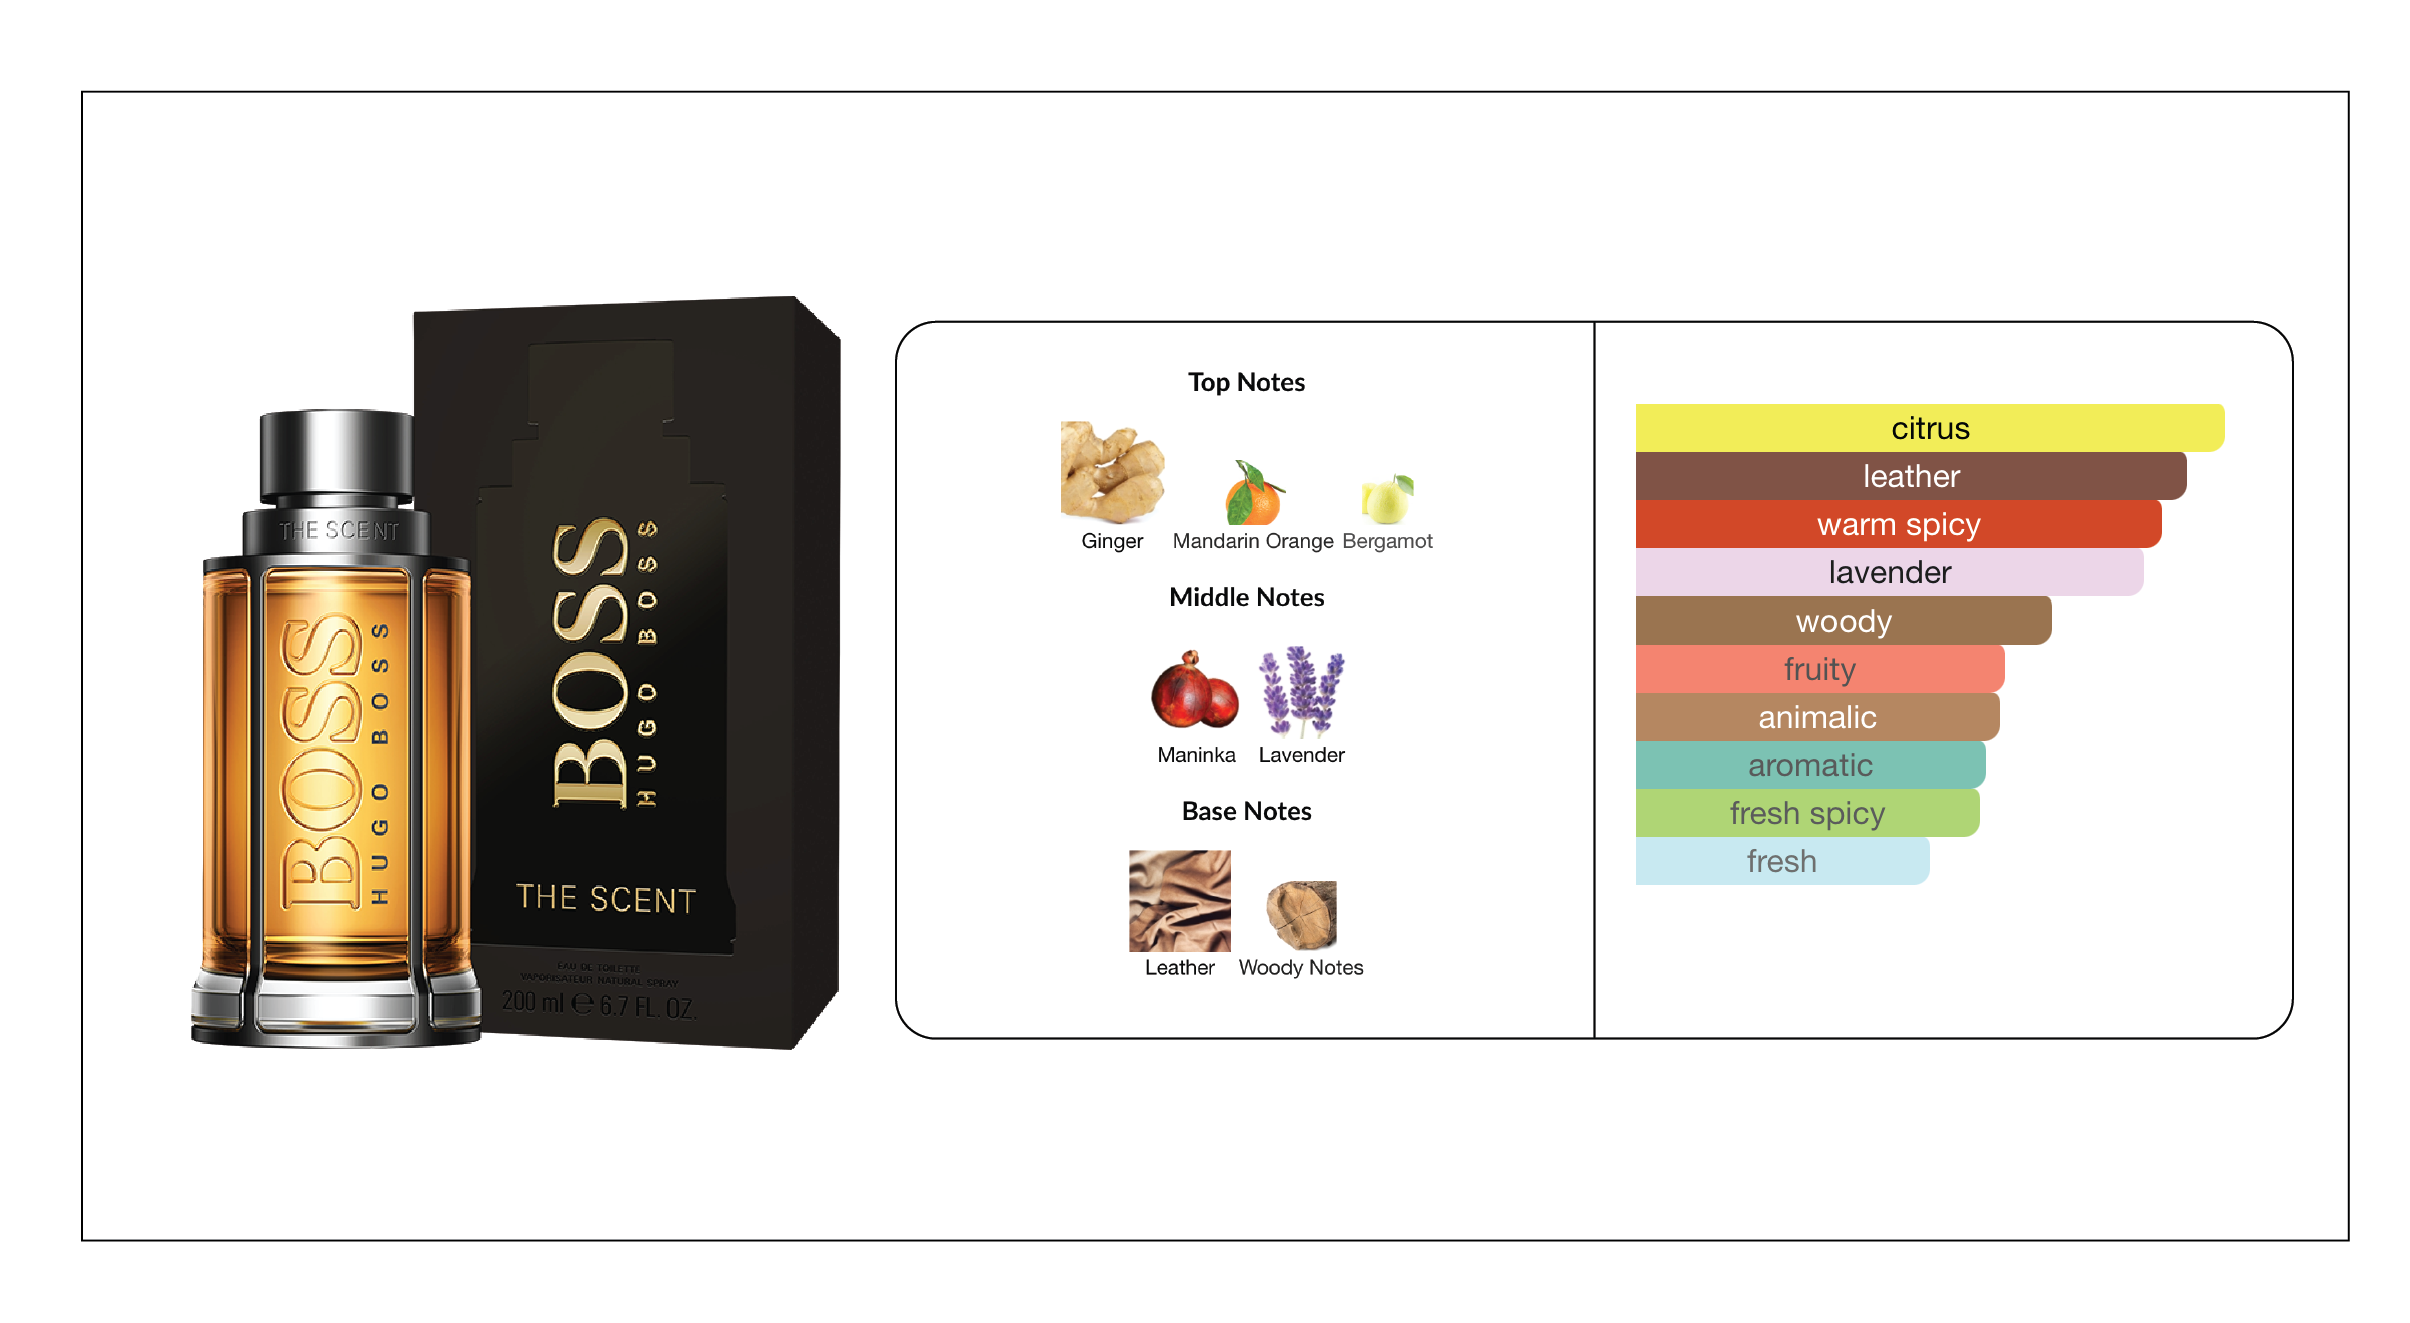 THE SCENT
BOSS
HUGO BOSS
BOSS
HUGO BOSS
THE SCENT
EAU DE TOILETTE
VAPORISATEUR NATURAL SPRAY
200 ml e 6.7 FL. OZ.
Top Notes
Ginger Mandarin Orange Bergamot
Middle Notes
Maninka Lavender
Base Notes
Leather Woody Notes
citrus
leather
warm spicy
lavender
woody
fruity
animalic
aromatic
fresh spicy
fresh